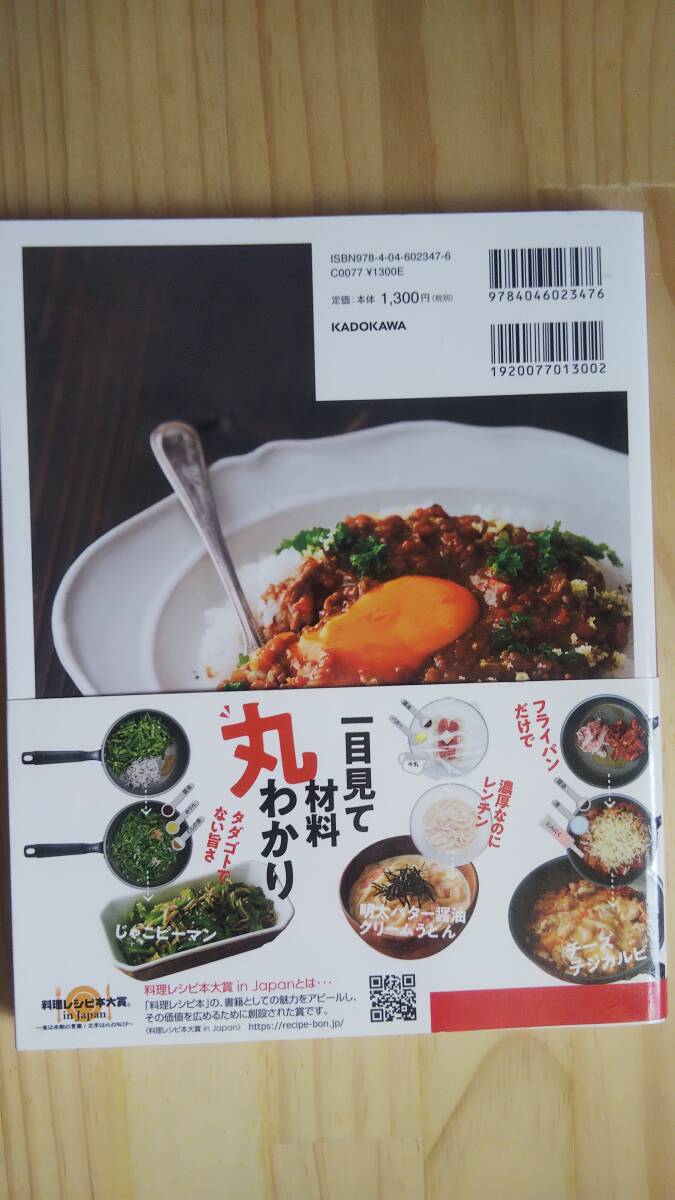 ISBN978-4-04-602347-6
C0077 ¥1300E
定価：本体 1,300円（税別）
KADOKAWA
9784046023476
1920077013002
一目見て
材料
丸わかり
フライパン
だけで
チーズ
デジカルビ
濃厚なのに
レンチン
牛乳
明太バター醤油
クリームうどん
タダゴトで
ない旨さ
じゃこピーマン
料理レシピ本大賞®
in Japan
料理レシピ本大賞 in Japanとは・・・
「料理レシピ本」の、書籍としての魅力をアピールし、
その価値を広めるために創設された賞です。
〈料理レシピ本大賞 in Japan〉 https://recipe-bon.jp/